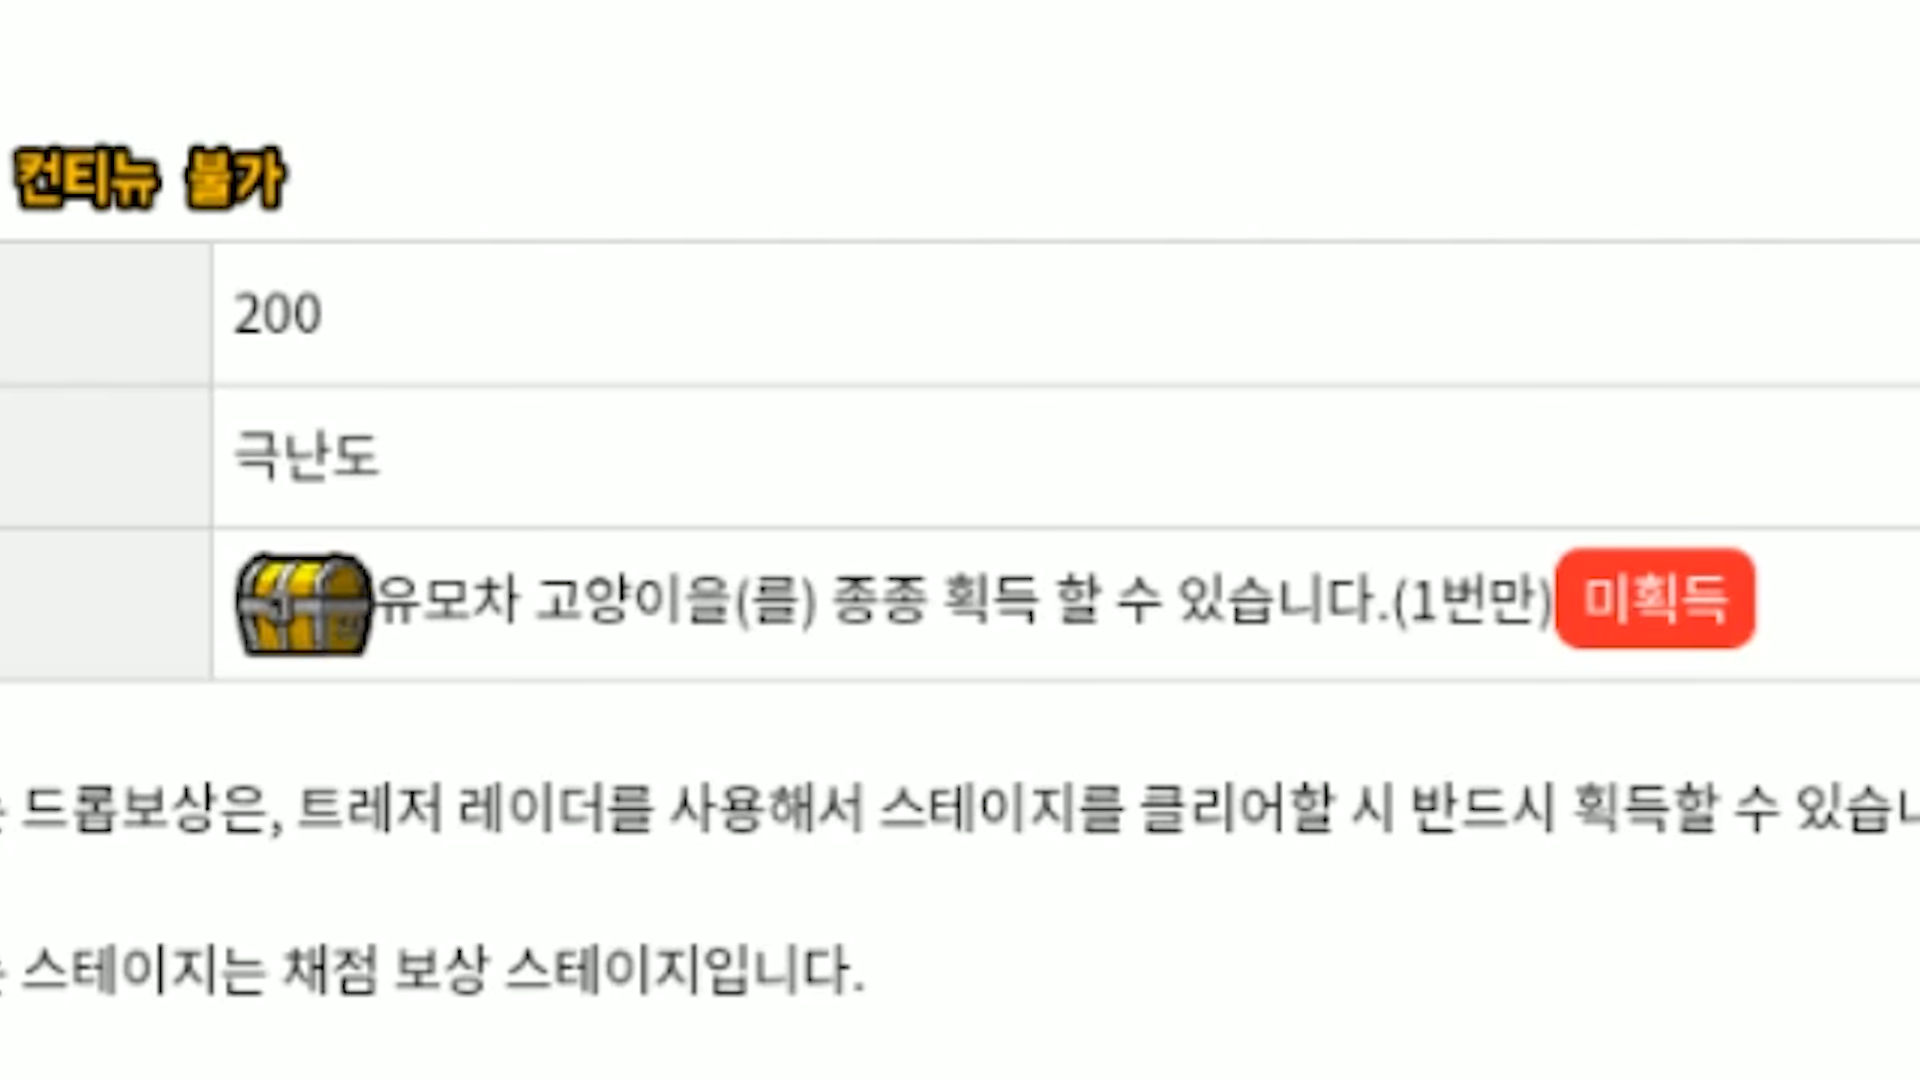 컨티뉴 불가
200
극난도
유모차 고양이을(를) 종종 획득 할 수 있습니다.(1번만) 미획득
드롭보상은, 트레저 레이더를 사용해서 스테이지를 클리어할 시 반드시 획득할 수 있습
스테이지는 채점 보상 스테이지입니다.